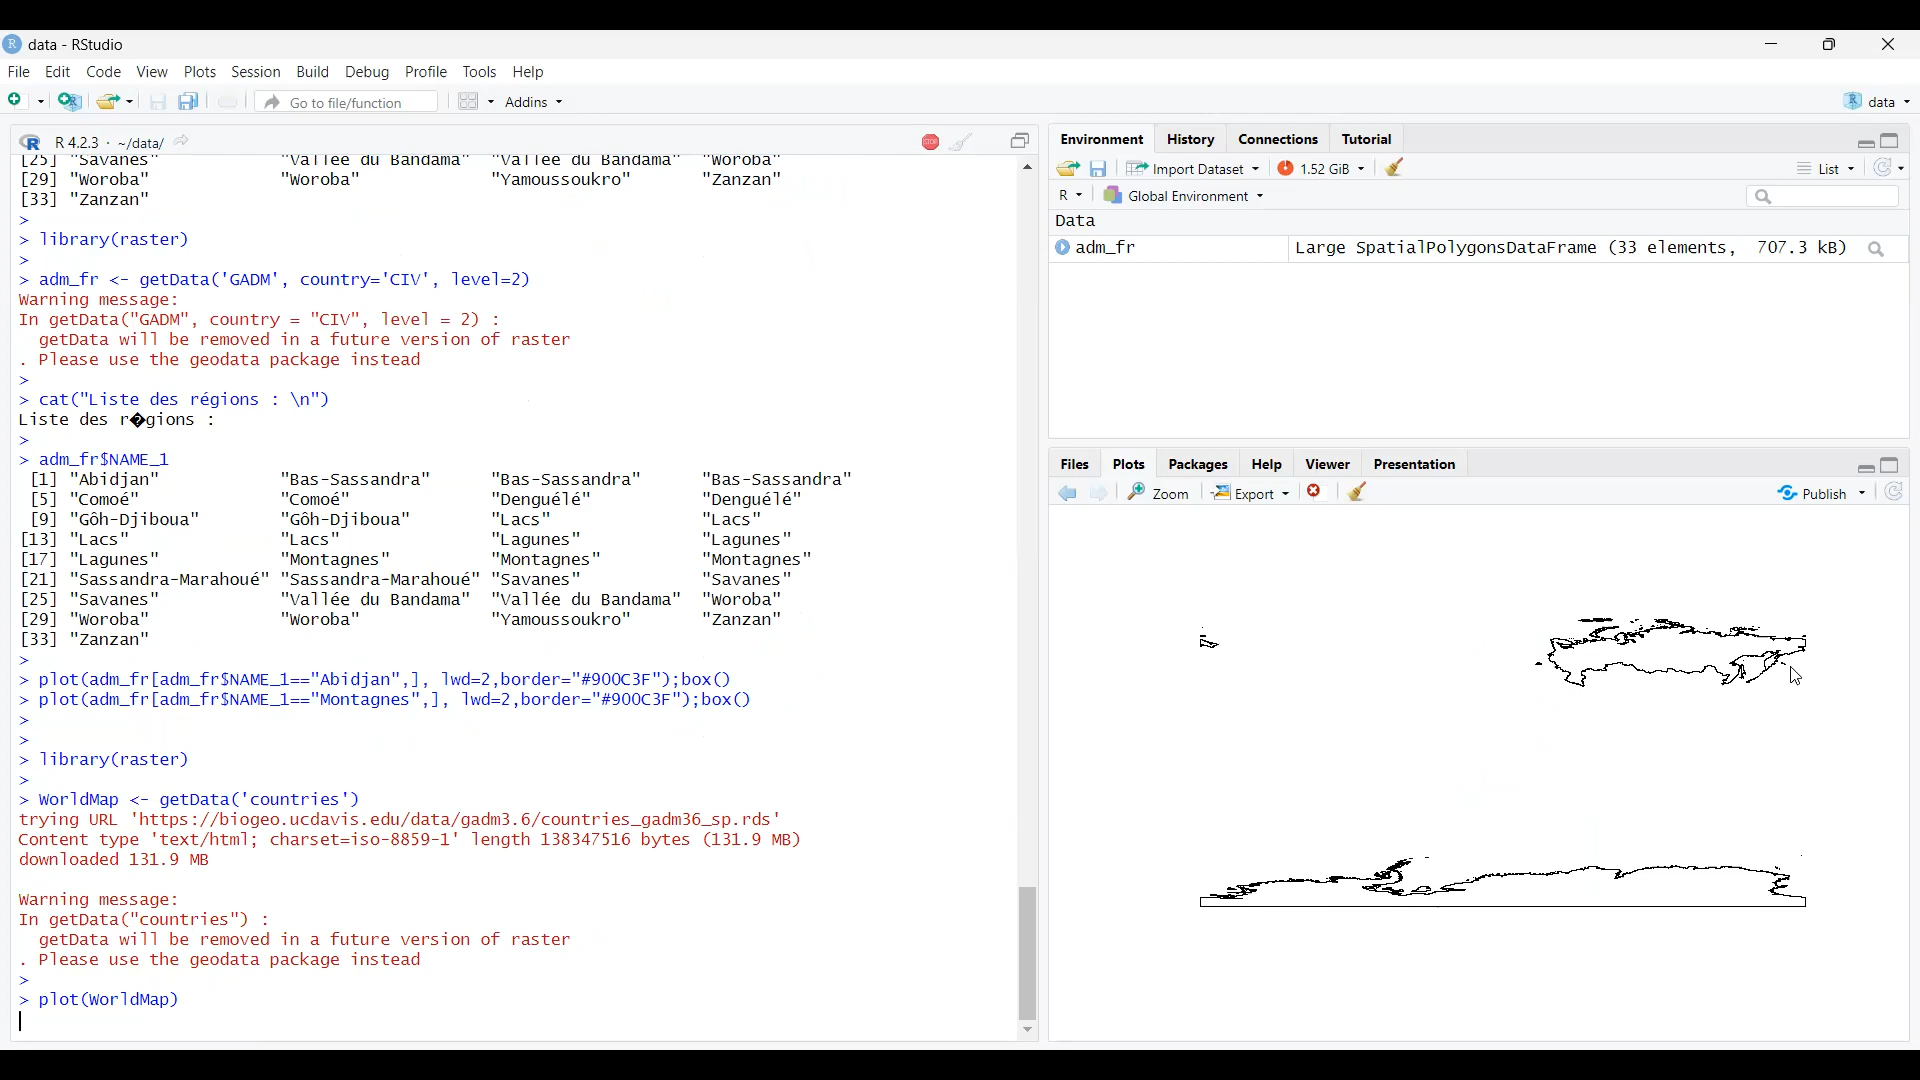 data - RStudio
File Edit Code View Plots Session Build Debug Profile Tools Help
Go to file/function Addins data
R 4.2.3 · ~/data/
[25] "Savanes" "Vallée du Bandama" "Vallée du Bandama" "Woroba"
[29] "Woroba" "Woroba" "Yamoussoukro" "Zanzan"
[33] "Zanzan"
>
> library(raster)
>
> adm_fr <- getData('GADM', country='CIV', level=2)
Warning message:
In getData("GADM", country = "CIV", level = 2) :
getData will be removed in a future version of raster
. Please use the geodata package instead
>
> cat("Liste des régions : \n")
Liste des r�gions :
>
> adm_fr$NAME_1
[1] "Abidjan" "Bas-Sassandra" "Bas-Sassandra" "Bas-Sassandra"
[5] "Comoé" "Comoé" "Denguélé" "Denguélé"
[9] "Gôh-Djiboua" "Gôh-Djiboua" "Lacs" "Lacs"
[13] "Lacs" "Lacs" "Lagunes" "Lagunes"
[17] "Lagunes" "Montagnes" "Montagnes" "Montagnes"
[21] "Sassandra-Marahoué" "Sassandra-Marahoué" "Savanes" "Savanes"
[25] "Savanes" "Vallée du Bandama" "Vallée du Bandama" "Woroba"
[29] "Woroba" "Woroba" "Yamoussoukro" "Zanzan"
[33] "Zanzan"
>
> plot(adm_fr[adm_fr$NAME_1=="Abidjan",], lwd=2,border="#900C3F");box()
> plot(adm_fr[adm_fr$NAME_1=="Montagnes",], lwd=2,border="#900C3F");box()
>
>
> library(raster)
>
> WorldMap <- getData('countries')
trying URL 'https://biogeo.ucdavis.edu/data/gadm3.6/countries_gadm36_sp.rds'
Content type 'text/html; charset=iso-8859-1' length 138347516 bytes (131.9 MB)
downloaded 131.9 MB
Warning message:
In getData("countries") :
getData will be removed in a future version of raster
. Please use the geodata package instead
>
> plot(WorldMap)
Environment History Connections Tutorial
Import Dataset 1.52 GiB List
R Global Environment
Data
adm_fr Large SpatialPolygonsDataFrame (33 elements, 707.3 kB)
Files Plots Packages Help Viewer Presentation
Zoom Export Publish